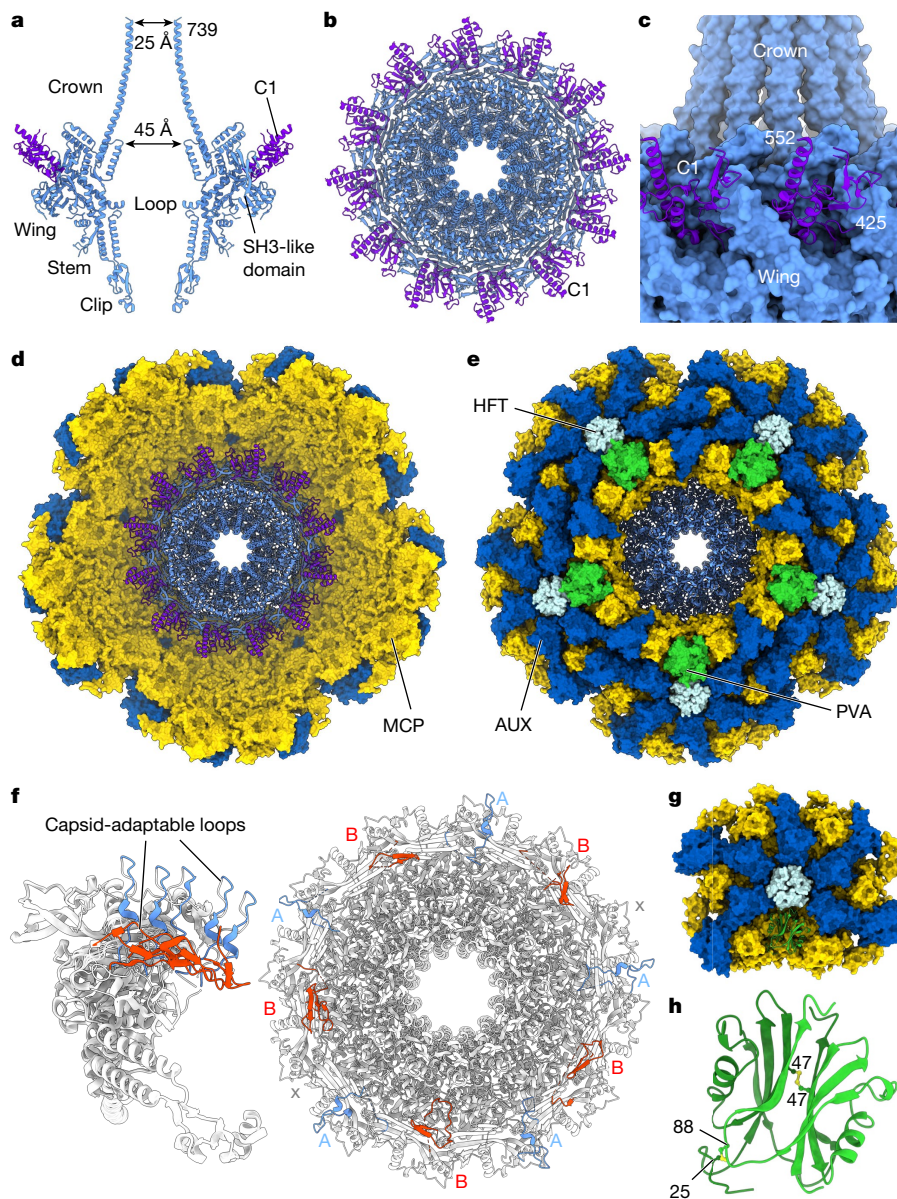 a
25 Å
739
Crown
C1
45 Å
Loop
Wing
SH3-like
domain
Stem
Clip
b
C1
c
Crown
552
C1
425
Wing
d
MCP
e
HFT
AUX
PVA
f
Capsid-adaptable loops
A
B
B
x
A
A
B
B
x
A
A
B
g
h
47
47
88
25